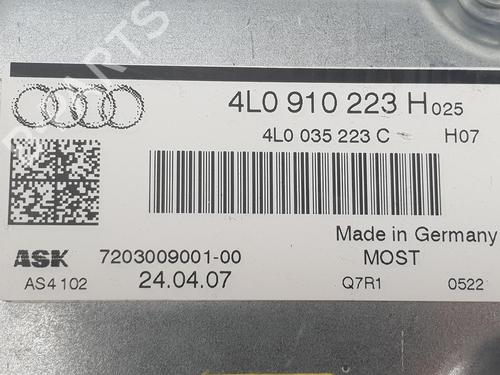 4L0 910 223 H 025
4L0 035 223 C H07
Made in Germany
ASK 7203009001-00 MOST
AS4 102 24.04.07 Q7R1 0522